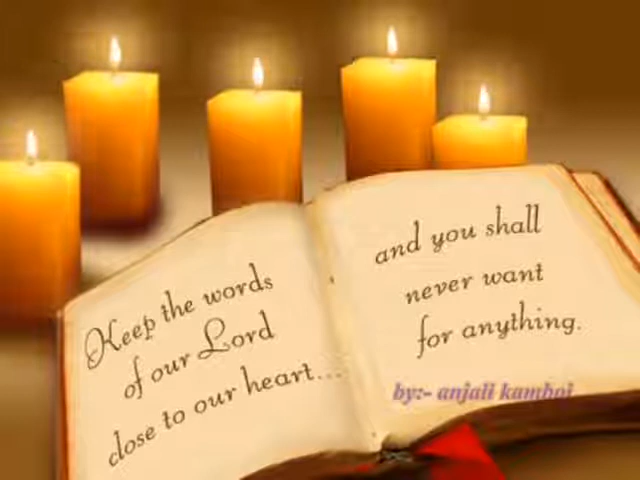 Keep the words
of our Lord
close to our heart...
and you shall
never want
for anything.
by:- anjali kamboj